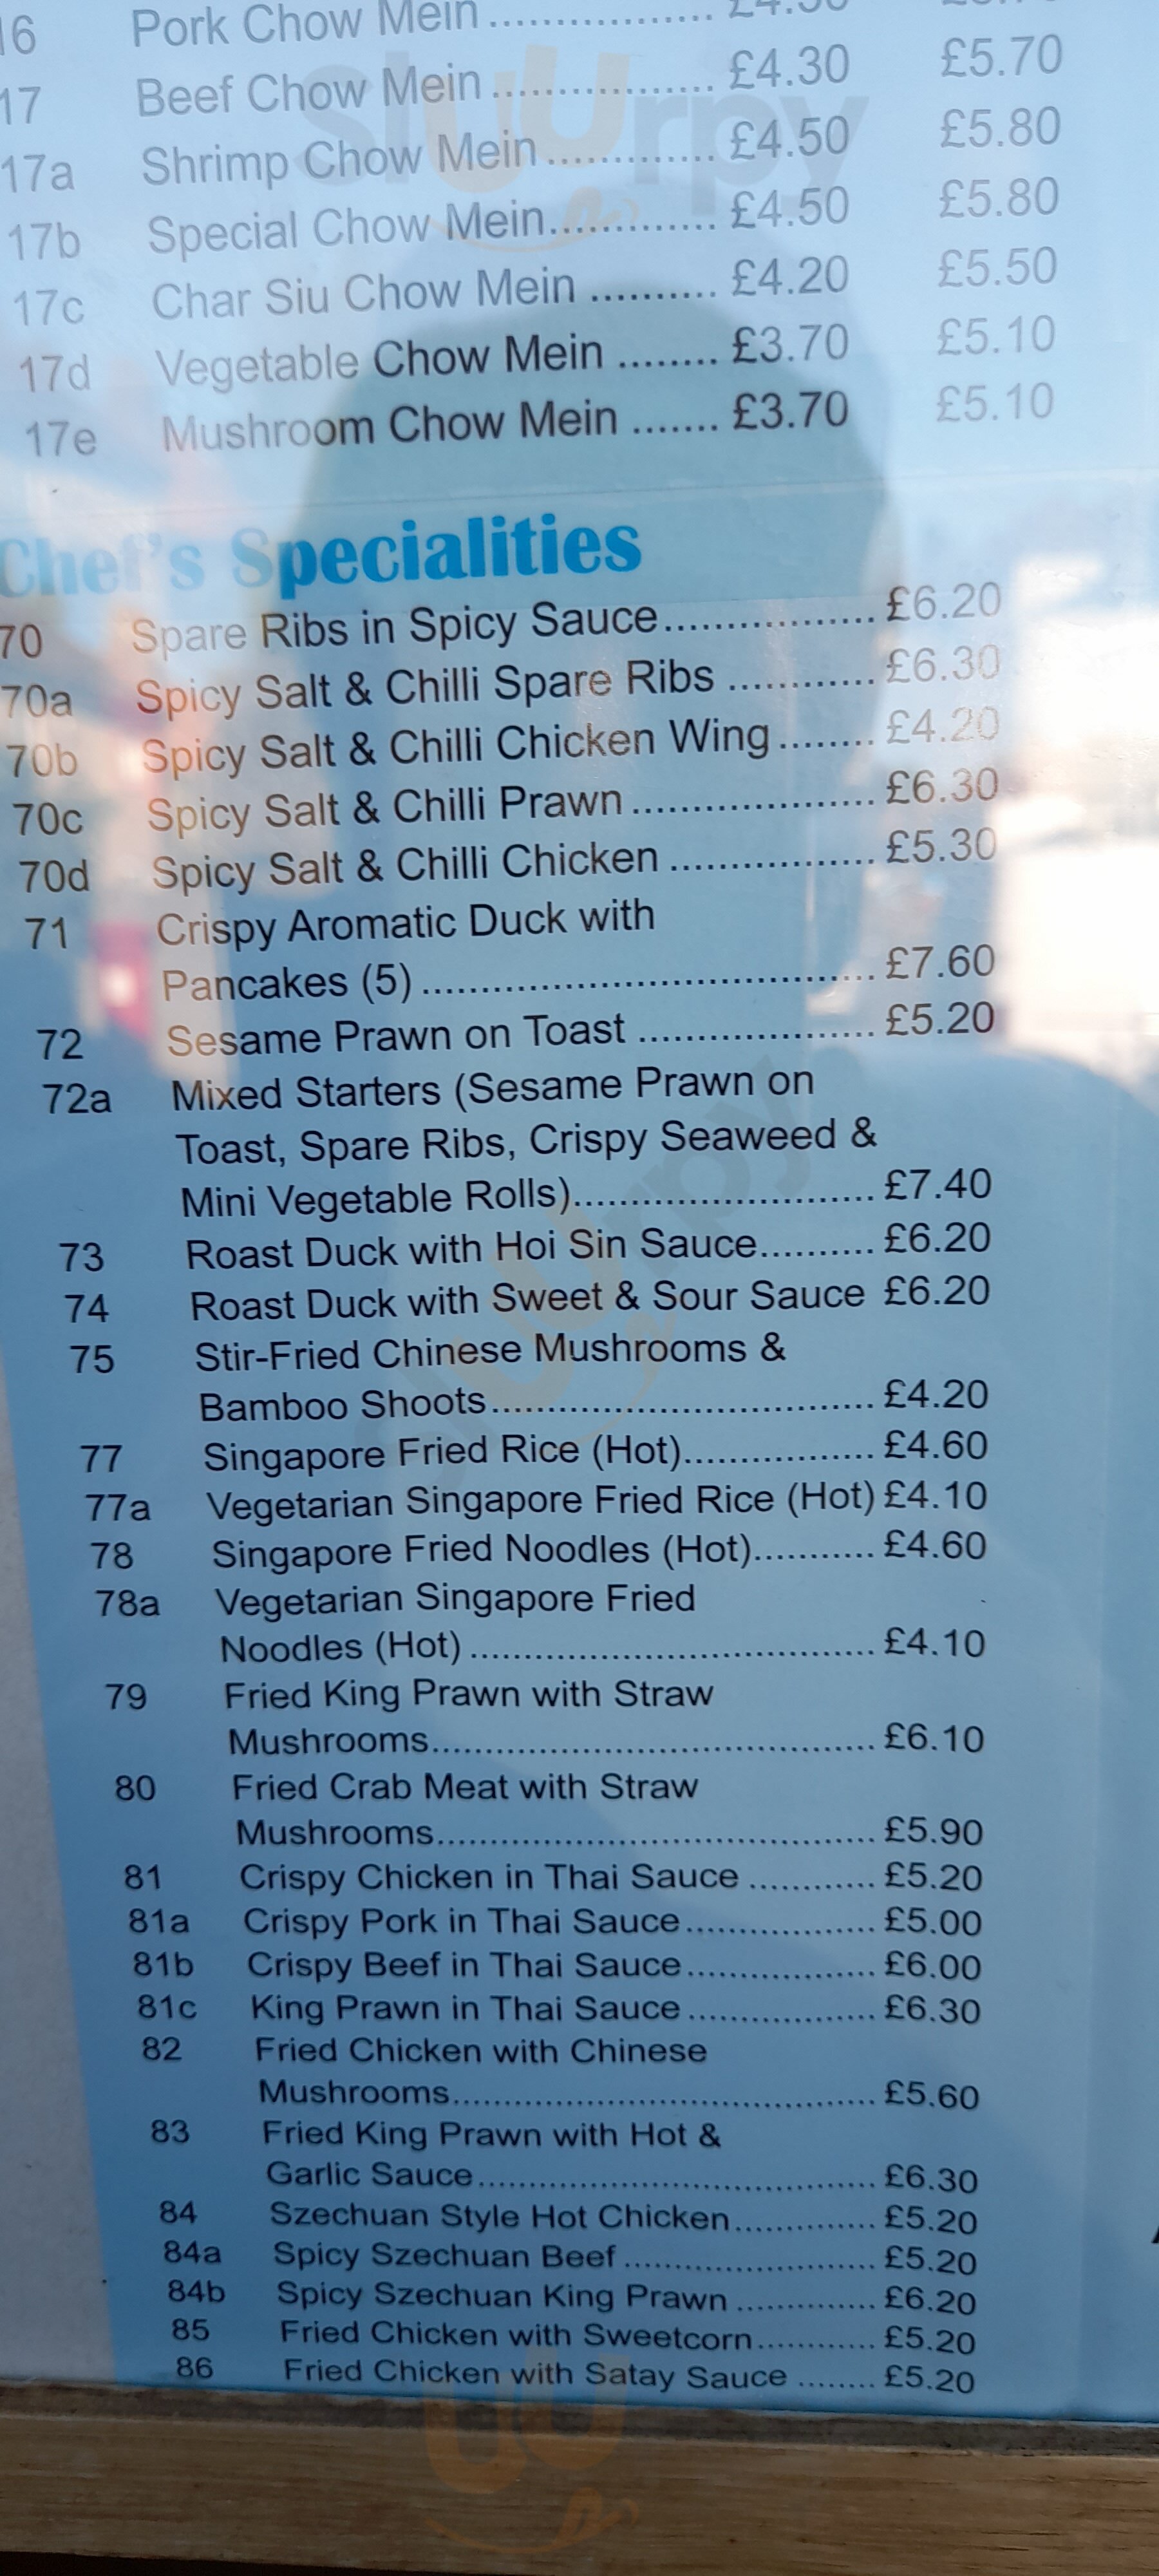 16 Pork Chow Mein
17 Beef Chow Mein ................. £4.30 £5.70
17a Shrimp Chow Mein ............. £4.50 £5.80
17b Special Chow Mein ............. £4.50 £5.80
17c Char Siu Chow Mein .......... £4.20 £5.50
17d Vegetable Chow Mein ........ £3.70 £5.10
17e Mushroom Chow Mein ....... £3.70 £5.10
Chef's Specialities
70 Spare Ribs in Spicy Sauce ................. £6.20
70a Spicy Salt & Chilli Spare Ribs ............ £6.30
70b Spicy Salt & Chilli Chicken Wing ........ £4.20
70c Spicy Salt & Chilli Prawn .................... £6.30
70d Spicy Salt & Chilli Chicken ................. £5.30
71 Crispy Aromatic Duck with
Pancakes (5) ...................................... £7.60
72 Sesame Prawn on Toast .................... £5.20
72a Mixed Starters (Sesame Prawn on
Toast, Spare Ribs, Crispy Seaweed &
Mini Vegetable Rolls) .......................... £7.40
73 Roast Duck with Hoi Sin Sauce .......... £6.20
74 Roast Duck with Sweet & Sour Sauce £6.20
75 Stir-Fried Chinese Mushrooms &
Bamboo Shoots ................................... £4.20
77 Singapore Fried Rice (Hot) ................. £4.60
77a Vegetarian Singapore Fried Rice (Hot) £4.10
78 Singapore Fried Noodles (Hot) ........... £4.60
78a Vegetarian Singapore Fried
Noodles (Hot) ..................................... £4.10
79 Fried King Prawn with Straw
Mushrooms ......................................... £6.10
80 Fried Crab Meat with Straw
Mushrooms ......................................... £5.90
81 Crispy Chicken in Thai Sauce ............ £5.20
81a Crispy Pork in Thai Sauce .................. £5.00
81b Crispy Beef in Thai Sauce .................. £6.00
81c King Prawn in Thai Sauce .................. £6.30
82 Fried Chicken with Chinese
Mushrooms ......................................... £5.60
83 Fried King Prawn with Hot &
Garlic Sauce ....................................... £6.30
84 Szechuan Style Hot Chicken .............. £5.20
84a Spicy Szechuan Beef ......................... £5.20
84b Spicy Szechuan King Prawn .............. £6.20
85 Fried Chicken with Sweetcorn ............ £5.20
86 Fried Chicken with Satay Sauce ........ £5.20